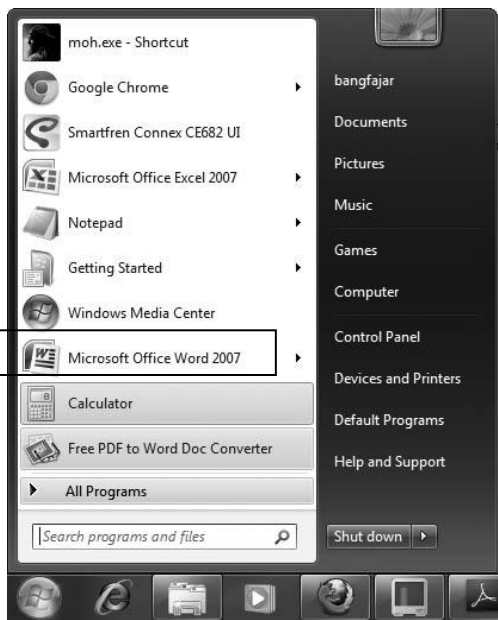 moh.exe - Shortcut
Google Chrome
Smartfren Connex CE682 UI
Microsoft Office Excel 2007
Notepad
Getting Started
Windows Media Center
Microsoft Office Word 2007
Calculator
Free PDF to Word Doc Converter
All Programs
Search programs and files
bangfajar
Documents
Pictures
Music
Games
Computer
Control Panel
Devices and Printers
Default Programs
Help and Support
Shut down